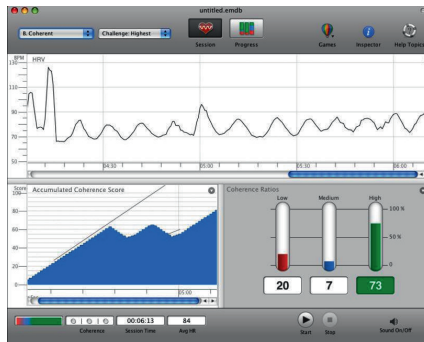 untitled.emdb
B. Coherent
Challenge: Highest
Session
Progress
Games
Inspector
Help Topics
BPM
HRV
130
110
90
70
50
04:30
05:00
05:30
06:00
Score
Accumulated Coherence Score
100
80
60
40
20
0
05:00
Coherence Ratios
Low
Medium
High
100 %
50 %
0
20
7
73
Coherence
00:06:13
Session Time
84
Avg HR
Start
Stop
Sound On/Off